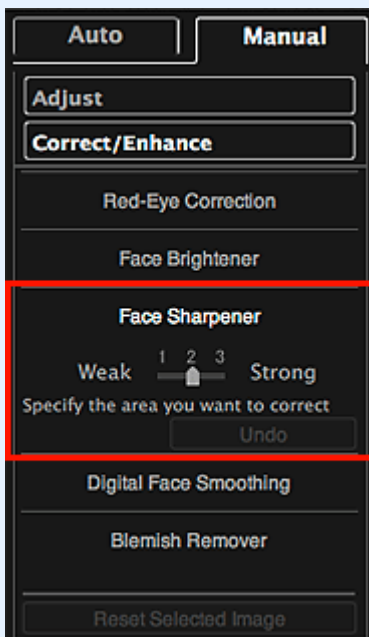 Auto Manual
Adjust
Correct/Enhance
Red-Eye Correction
Face Brightener
Face Sharpener
1 2 3
Weak Strong
Specify the area you want to correct
Undo
Digital Face Smoothing
Blemish Remover
Reset Selected Image